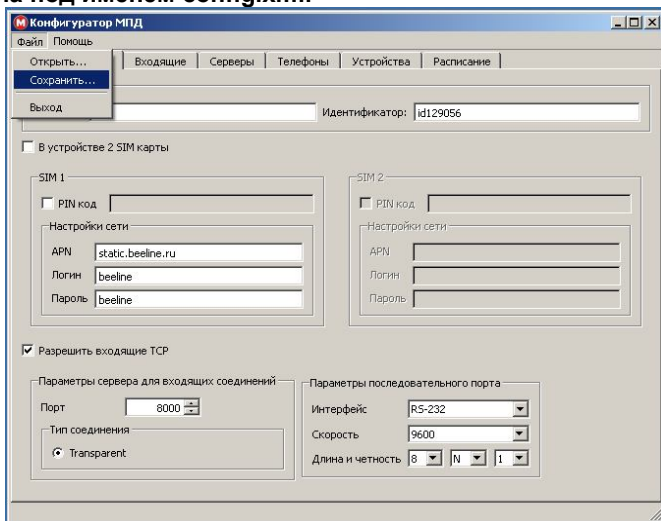 Конфигуратор МПД
Файл Помощь
Открыть... Входящие Серверы Телефоны Устройства Расписание
Сохранить...
Выход
Идентификатор: id129056
В устройстве 2 SIM карты
SIM 1 SIM 2
PIN код PIN код
Настройки сети Настройки сети
APN static.beeline.ru APN
Логин beeline Логин
Пароль beeline Пароль
Разрешить входящие TCP
Параметры сервера для входящих соединений Параметры последовательного порта
Порт 8000 Интерфейс RS-232
Тип соединения Скорость 9600
Transparent Длина и четность 8 N 1